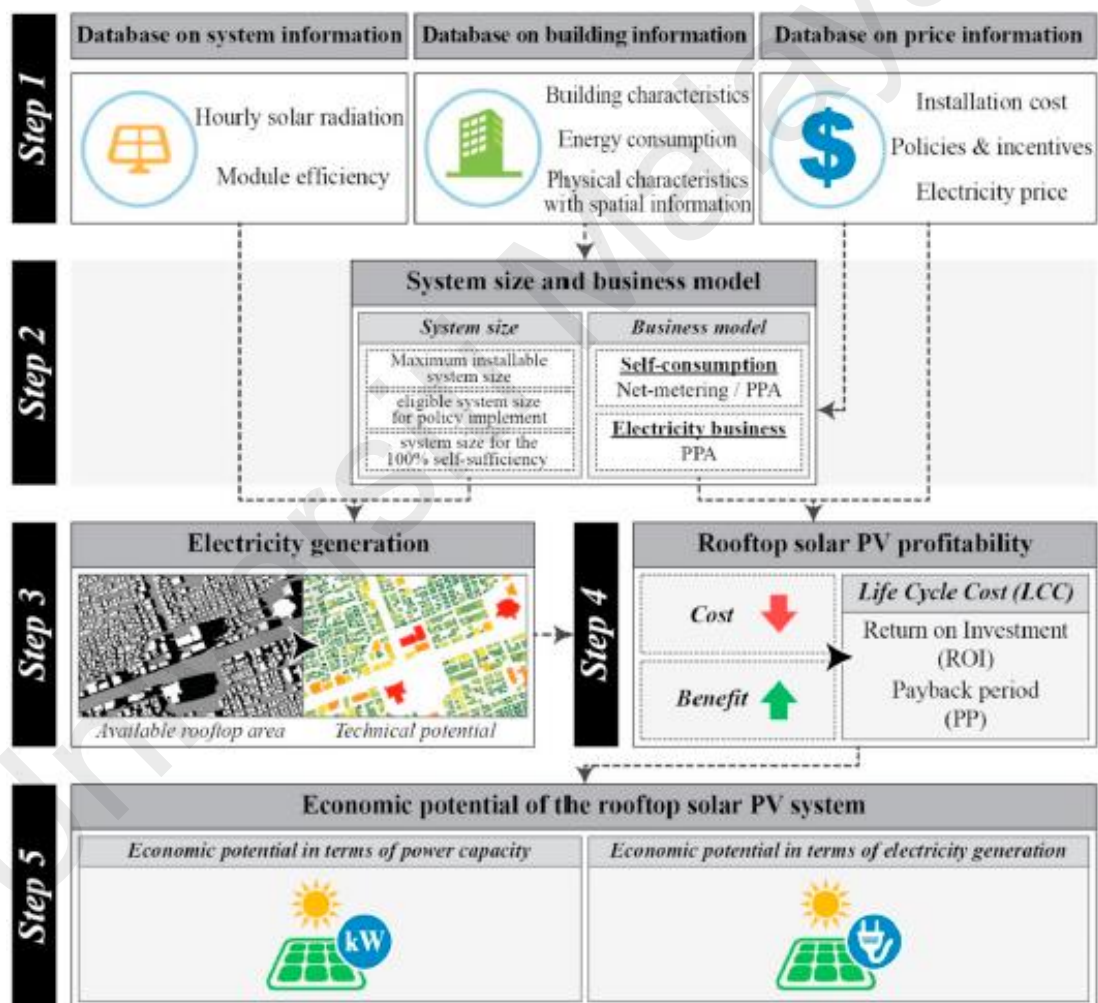 Step 1
Database on system information
Database on building information
Database on price information
Hourly solar radiation
Module efficiency
Building characteristics
Energy consumption
Physical characteristics
with spatial information
$
Installation cost
Policies & incentives
Electricity price
Step 2
System size and business model
System size
Maximum installable
system size
eligible system size
for policy implement
system size for the
100% self-sufficiency
Business model
Self-consumption
Net-metering / PPA
Electricity business
PPA
Step 3
Electricity generation
Available rooftop area
Technical potential
Step 4
Rooftop solar PV profitability
Cost
Benefit
Life Cycle Cost (LCC)
Return on Investment
(ROI)
Payback period
(PP)
Step 5
Economic potential of the rooftop solar PV system
Economic potential in terms of power capacity
kW
Economic potential in terms of electricity generation